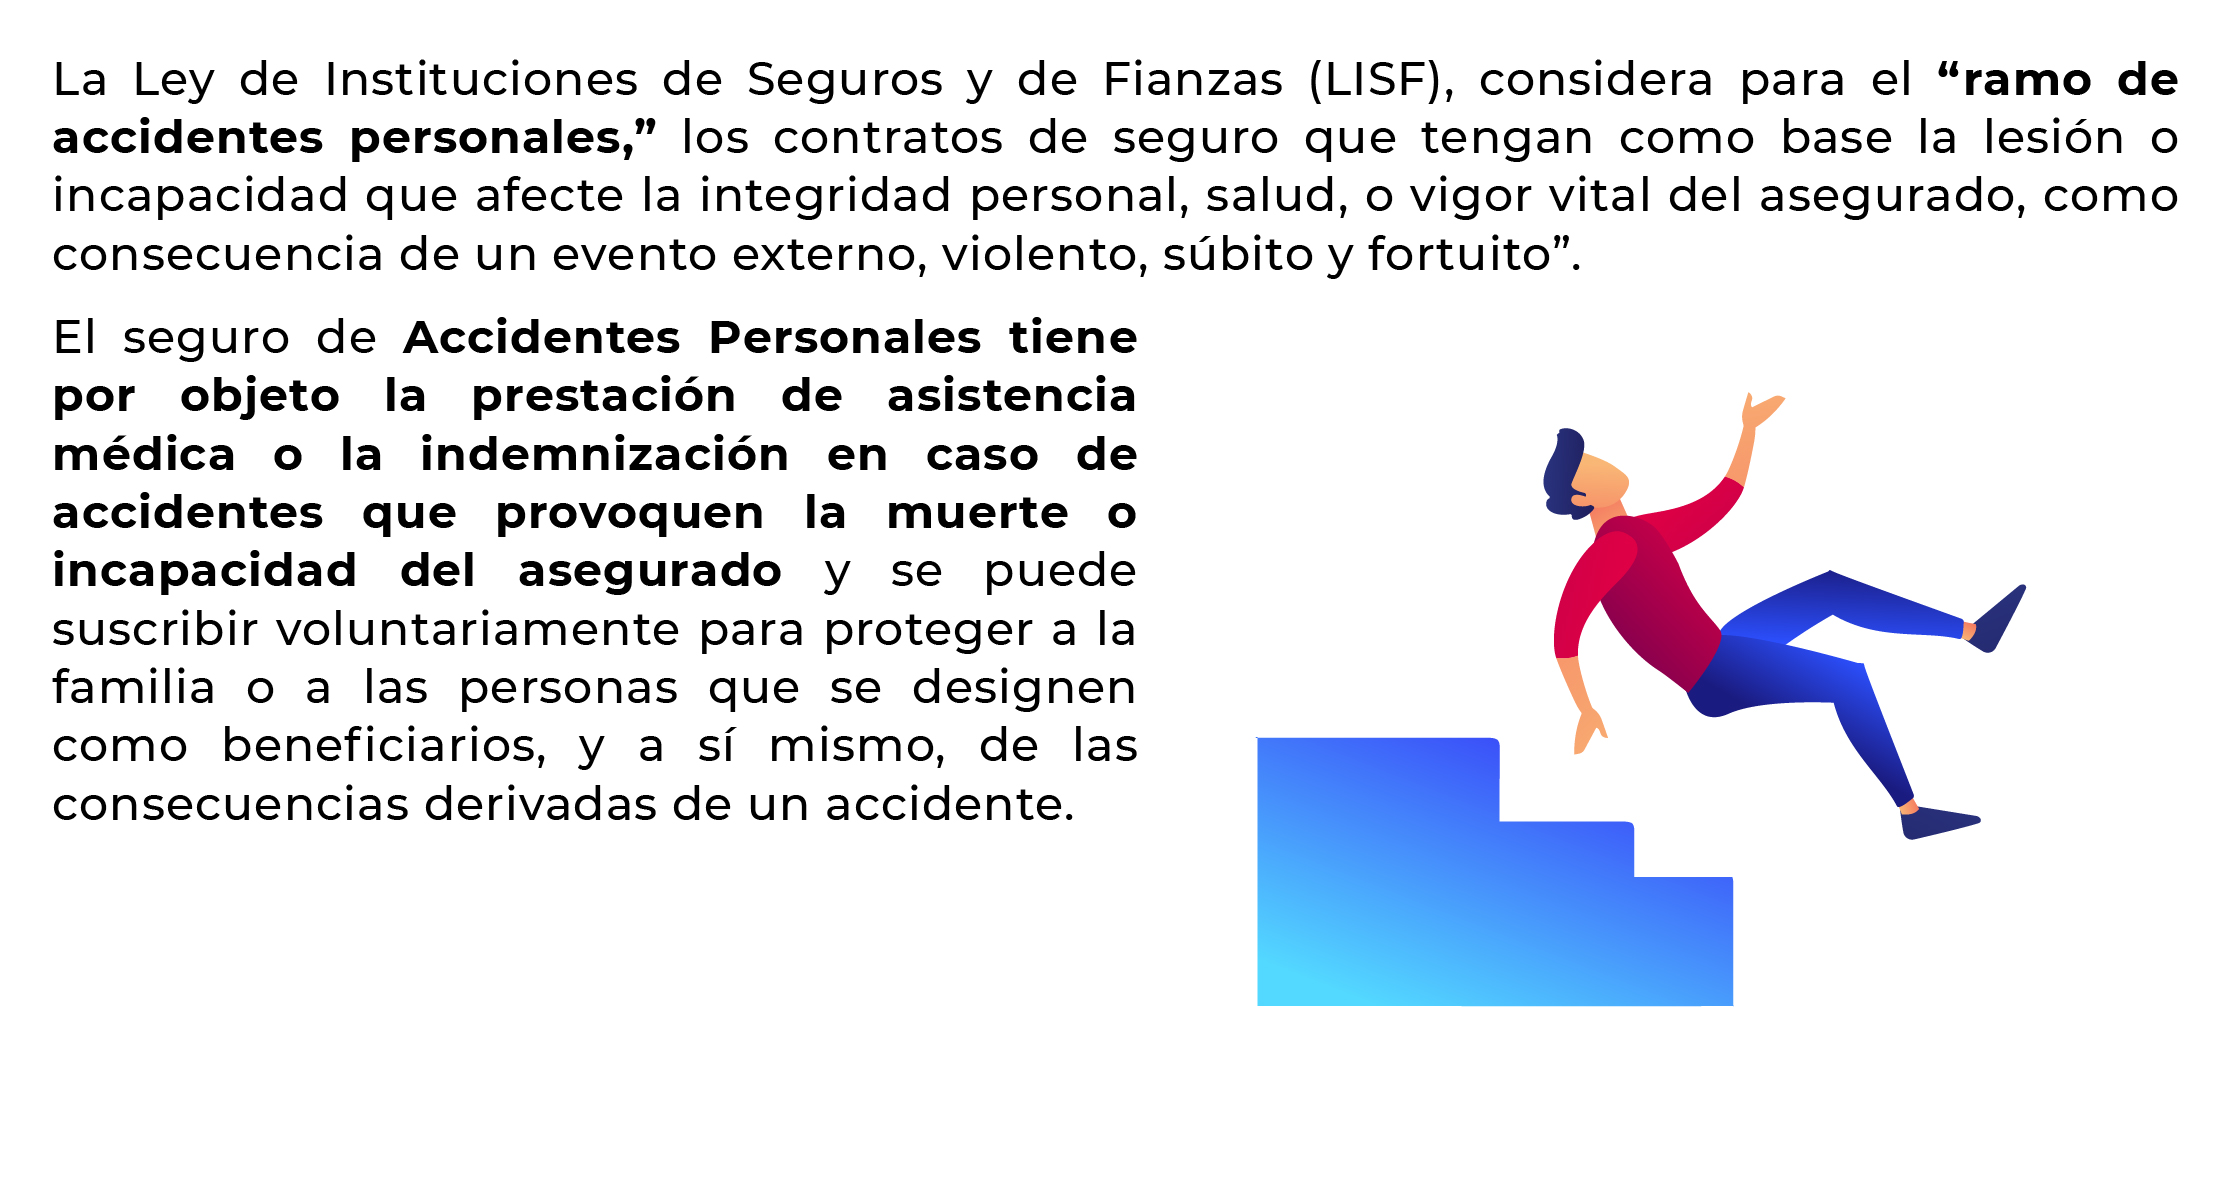 La Ley de Instituciones de Seguros y de Fianzas (LISF), considera para el “ramo de
accidentes personales,” los contratos de seguro que tengan como base la lesión o
incapacidad que afecte la integridad personal, salud, o vigor vital del asegurado, como
consecuencia de un evento externo, violento, súbito y fortuito”.
El seguro de Accidentes Personales tiene
por objeto la prestación de asistencia
médica o la indemnización en caso de
accidentes que provoquen la muerte o
incapacidad del asegurado y se puede
suscribir voluntariamente para proteger a la
familia o a las personas que se designen
como beneficiarios, y a sí mismo, de las
consecuencias derivadas de un accidente.